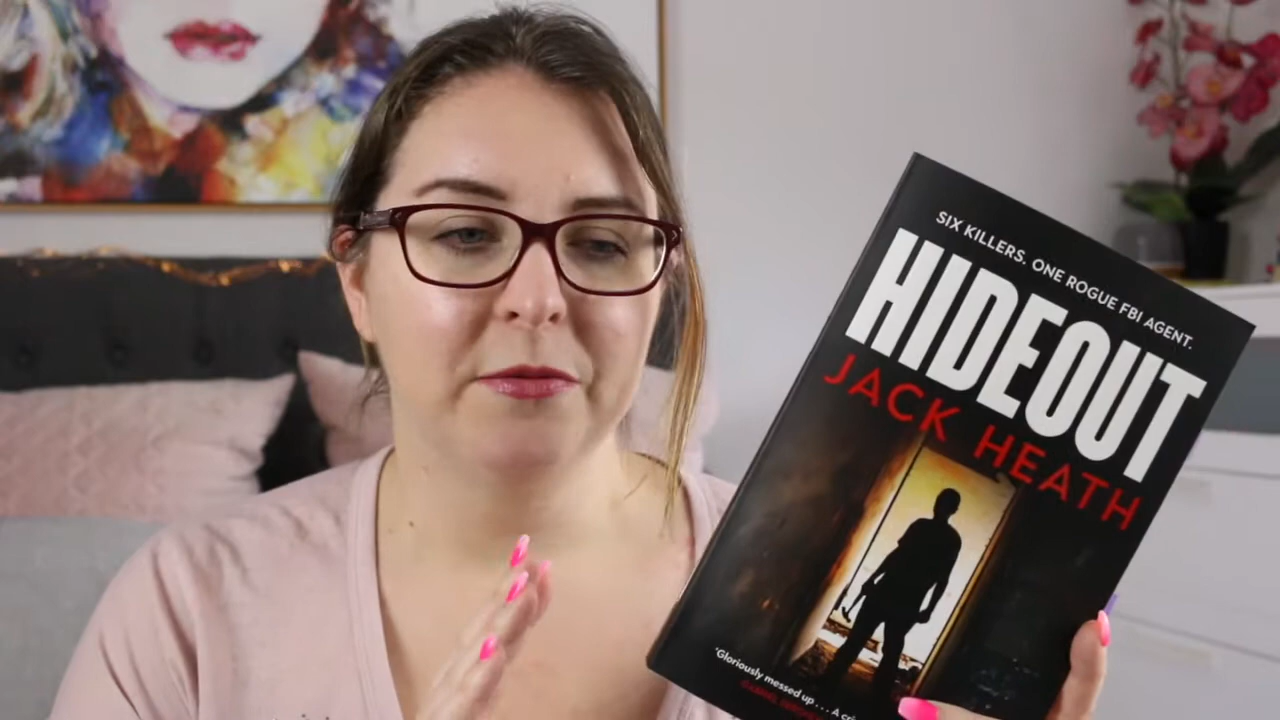 SIX KILLERS. ONE ROGUE FBI AGENT.
HIDEOUT
JACK HEATH
'Gloriously messed up . . . A